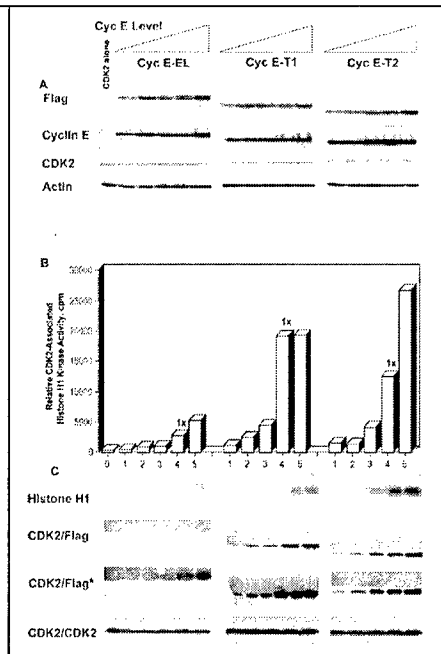 Cyc E Level
CDK2 alone
Cyc E-EL
Cyc E-T1
Cyc E-T2
A
Flag
Cyclin E
CDK2
Actin
B
Relative CDK2-Associated
Histone H1 Kinase Activity, cpm
1x
1x
1x
0 1 2 3 4 5 1 2 3 4 5 1 2 3 4 5
C
Histone H1
CDK2/Flag
CDK2/Flag*
CDK2/CDK2